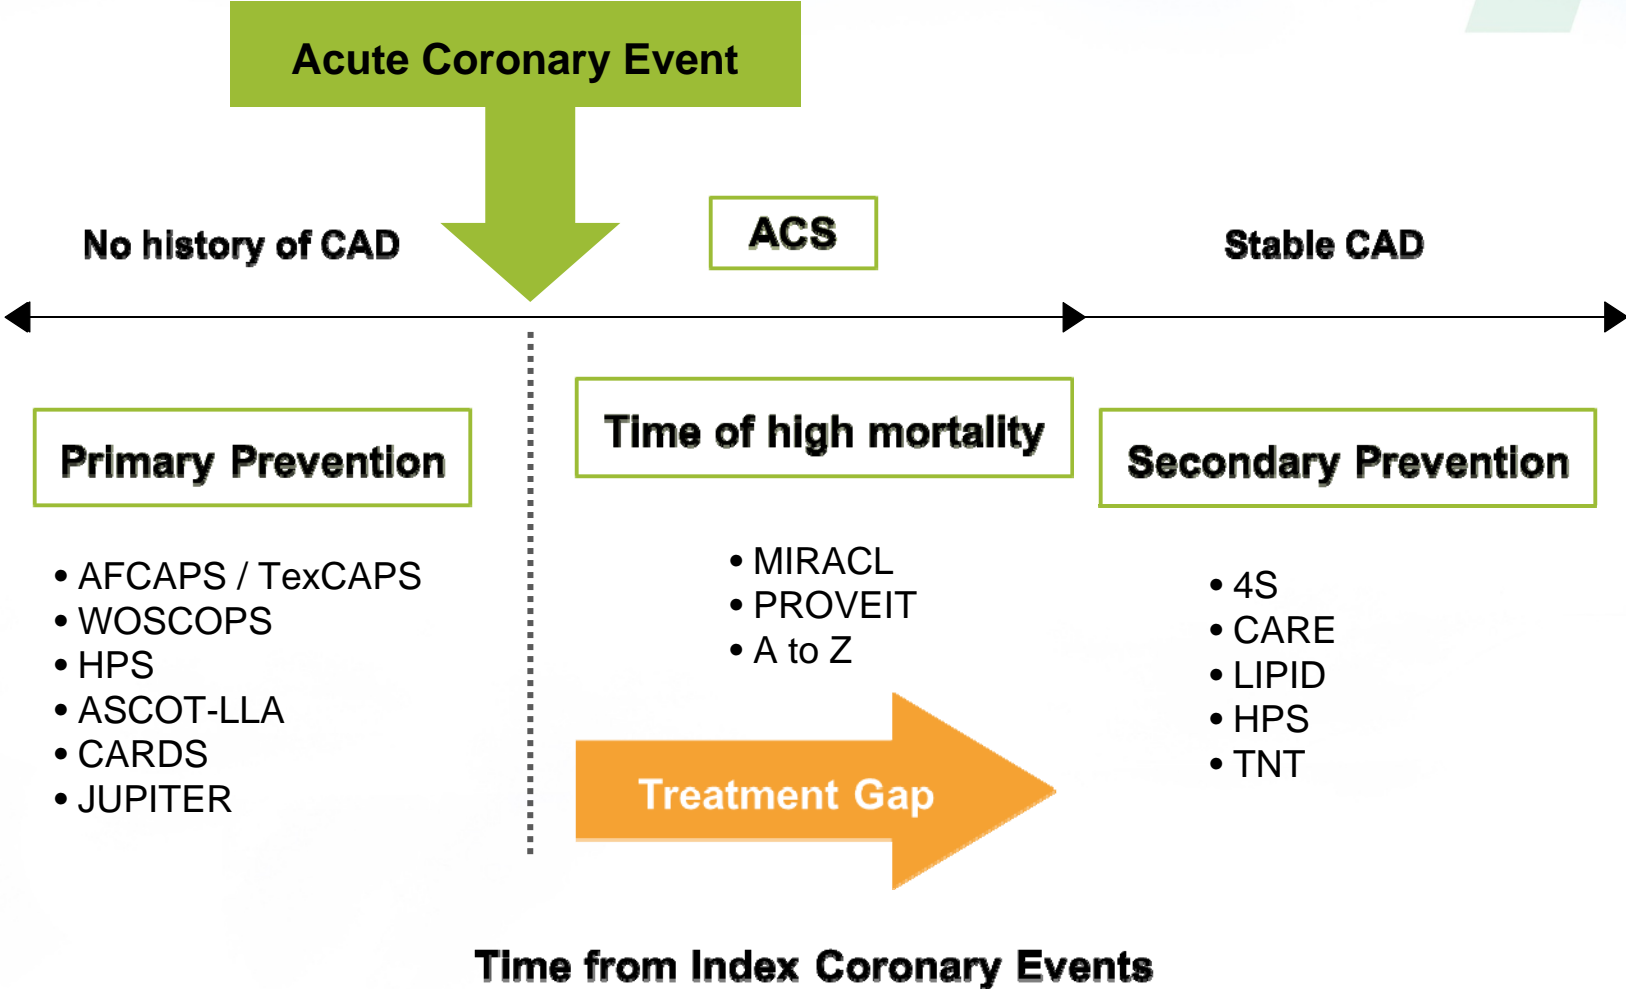 Acute Coronary Event
No history of CAD
ACS
Stable CAD
Primary Prevention
• AFCAPS / TexCAPS
• WOSCOPS
• HPS
• ASCOT-LLA
• CARDS
• JUPITER
Time of high mortality
• MIRACL
• PROVEIT
• A to Z
Treatment Gap
Secondary Prevention
• 4S
• CARE
• LIPID
• HPS
• TNT
Time from Index Coronary Events